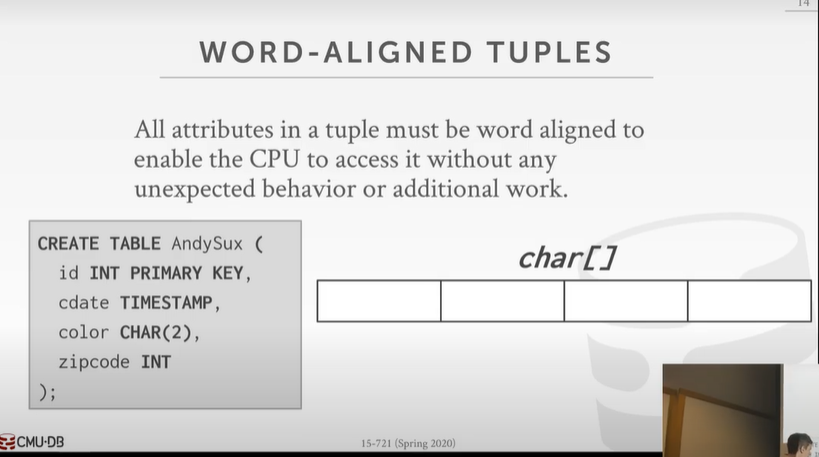 14
WORD-ALIGNED TUPLES
All attributes in a tuple must be word aligned to
enable the CPU to access it without any
unexpected behavior or additional work.
CREATE TABLE AndySux (
id INT PRIMARY KEY,
cdate TIMESTAMP,
color CHAR(2),
zipcode INT
);
char[]
CMU·DB
15-721 (Spring 2020)